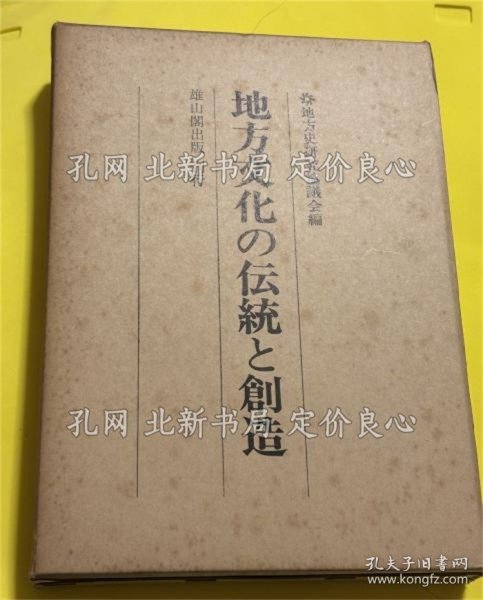 地方史研究協議会編
地方文化の伝統と創造
雄山閣出版刊
孔网 北新书局 定价良心
孔网 北新书局 定价良心
孔夫子旧书网
www.kongfz.com